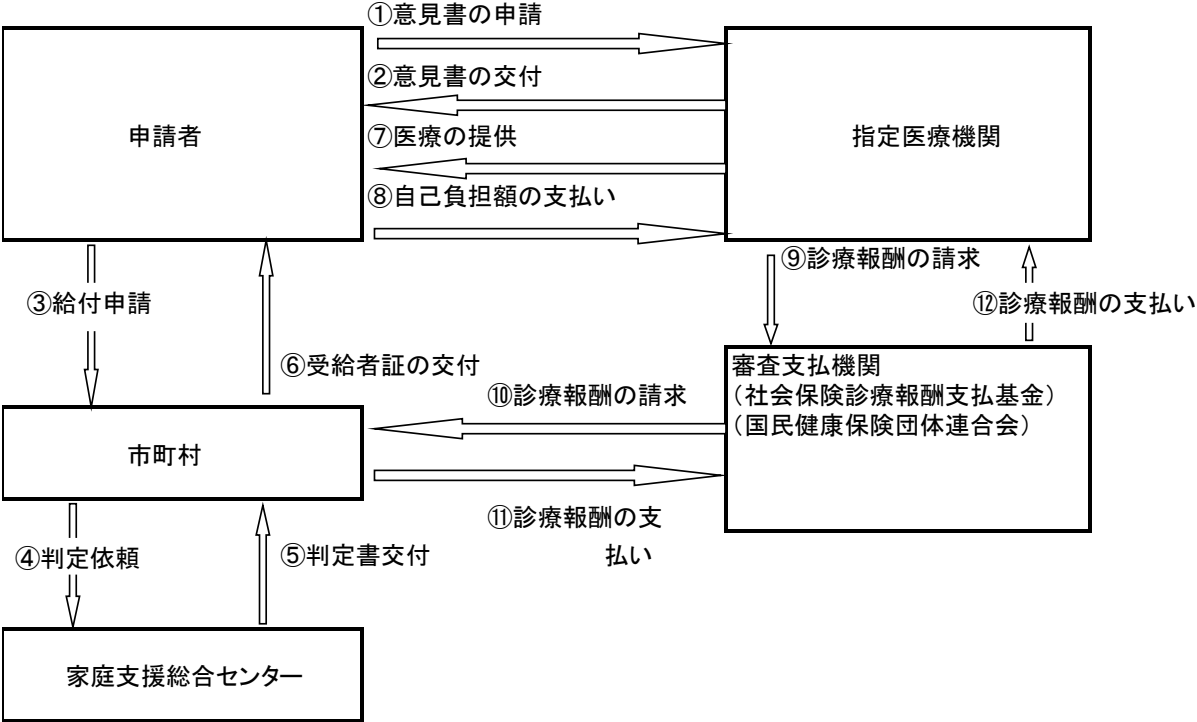 ①意見書の申請
②意見書の交付
申請者
指定医療機関
⑦医療の提供
⑧自己負担額の支払い
⑨診療報酬の請求
③給付申請
⑫診療報酬の支払い
⑥受給者証の交付
審査支払機関
(社会保険診療報酬支払基金)
(国民健康保険団体連合会)
⑩診療報酬の請求
市町村
⑪診療報酬の支
払い
④判定依頼
⑤判定書交付
家庭支援総合センター